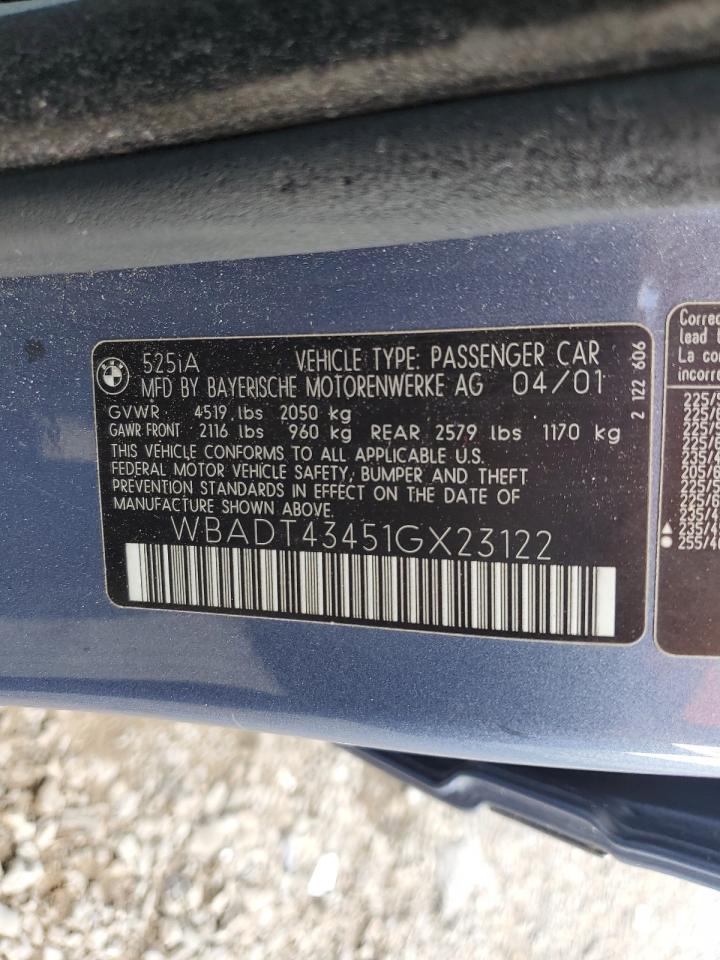 525iA VEHICLE TYPE: PASSENGER CAR
MFD BY BAYERISCHE MOTORENWERKE AG 04/01
GVWR 4519 lbs 2050 kg
GAWR FRONT 2116 lbs 960 kg REAR 2579 lbs 1170 kg
THIS VEHICLE CONFORMS TO ALL APPLICABLE U.S.
FEDERAL MOTOR VEHICLE SAFETY, BUMPER AND THEFT
PREVENTION STANDARDS IN EFFECT ON THE DATE OF
MANUFACTURE SHOWN ABOVE.
WBADT43451GX23122
2 122 606
lead
La